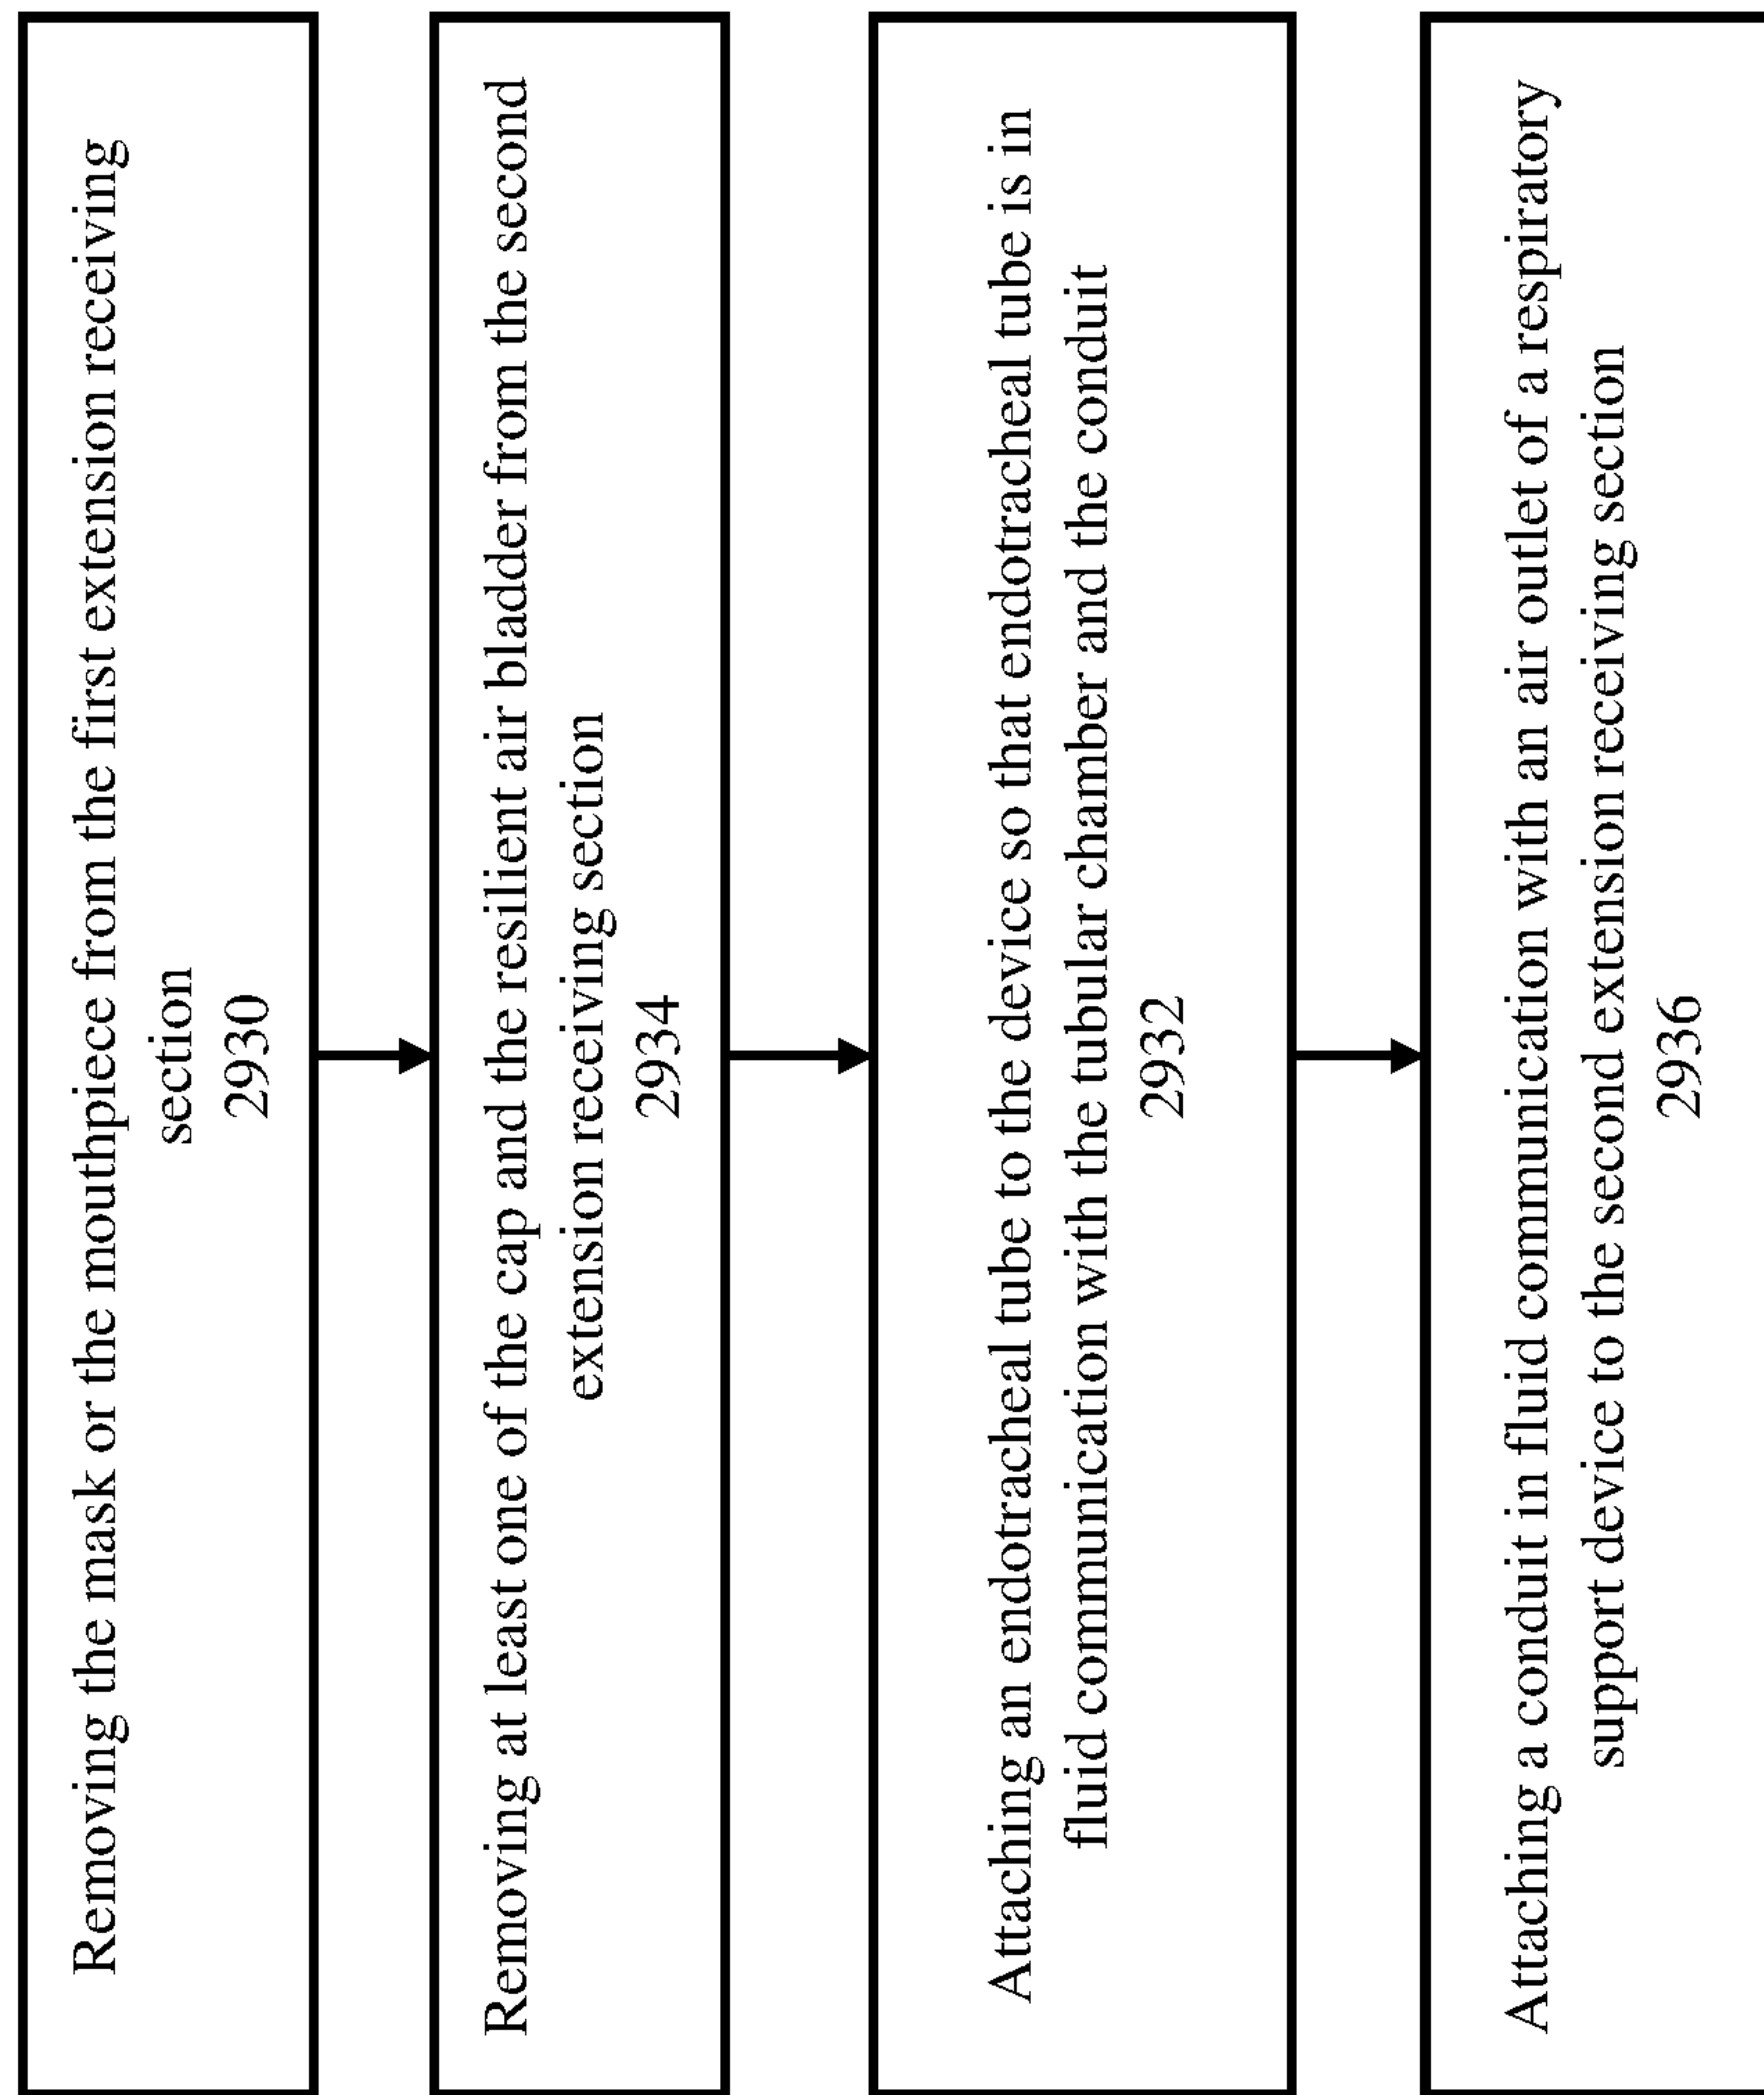 Removing the mask or the mouthpiece from the first extension receiving
section
2930
Removing at least one of the cap and the resilient air bladder from the second
extension receiving section
2934
Attaching an endotracheal tube to the device so that endotracheal tube is in
fluid communication with the tubular chamber and the conduit
2932
Attaching a conduit in fluid communication with an air outlet of a respiratory
support device to the second extension receiving section
2936